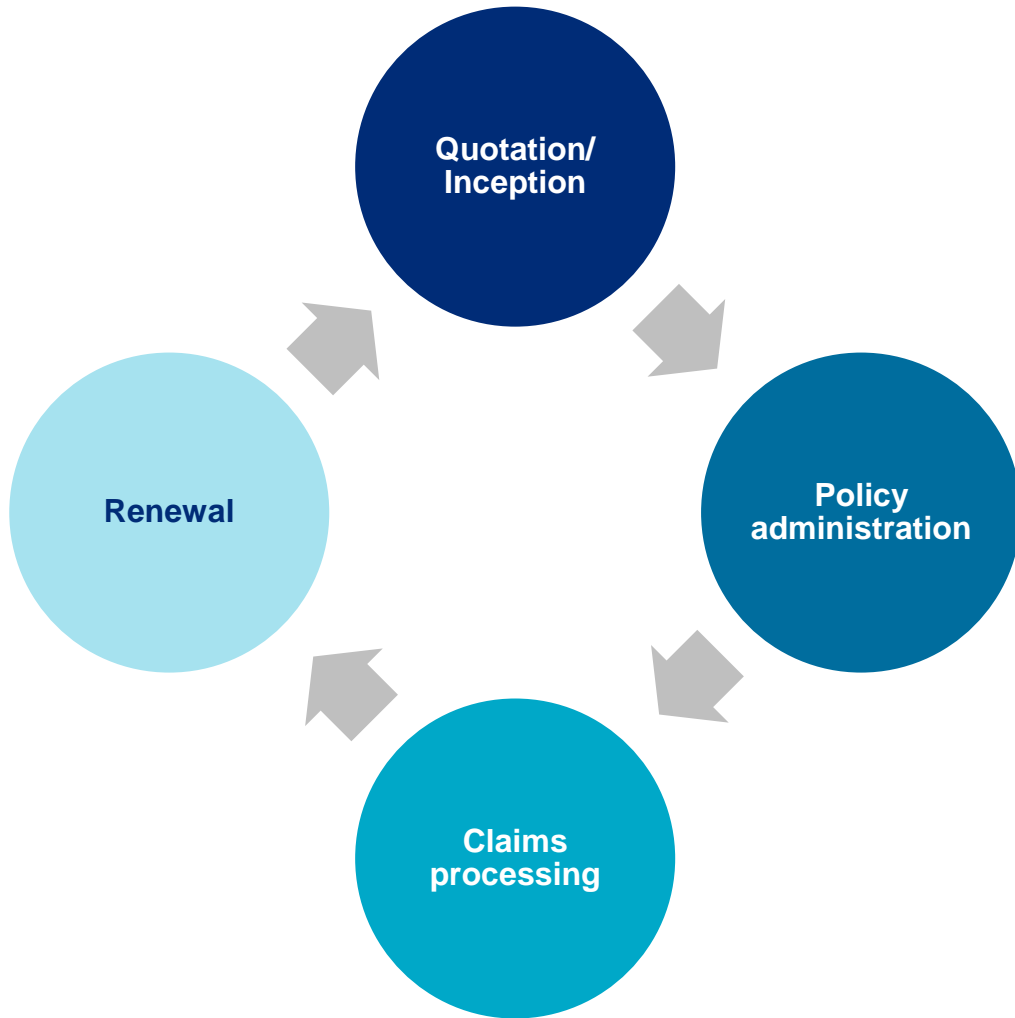 Quotation/
Inception
Policy
administration
Claims
processing
Renewal